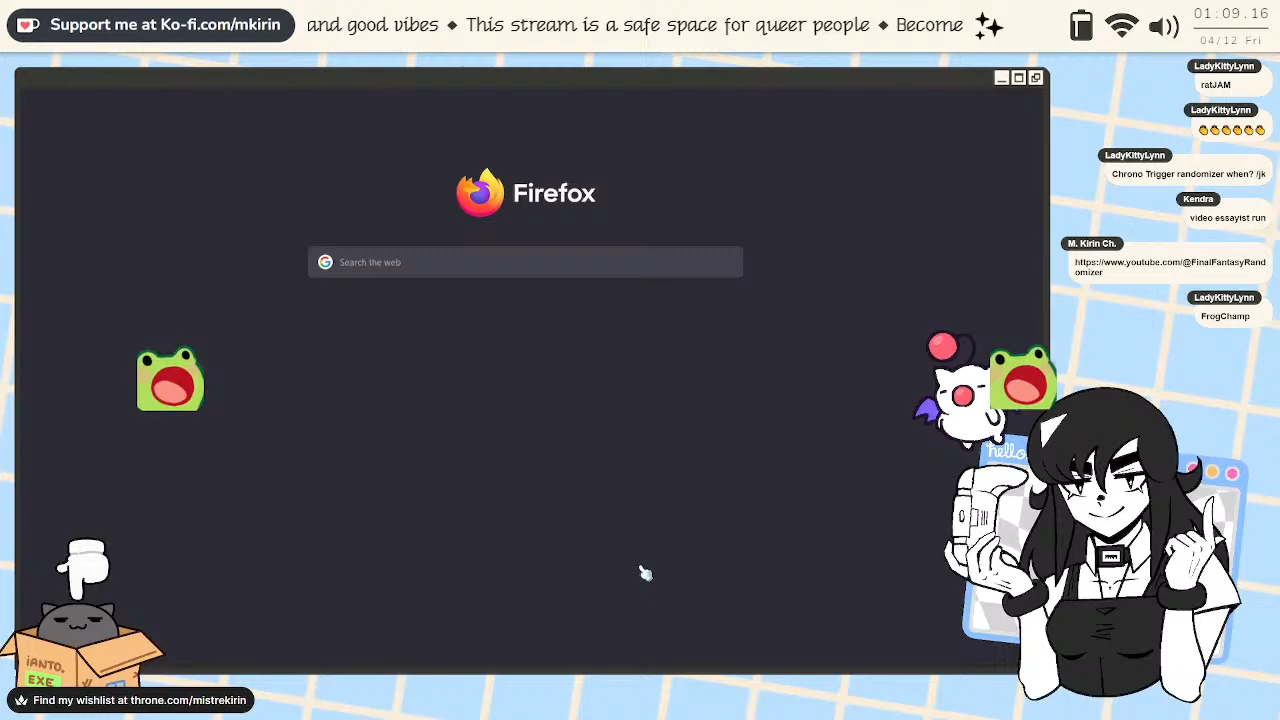 Support me at Ko-fi.com/mkirin
and good vibes ◆ This stream is a safe space for queer people ◆ Become
01:09.16
04/12 Fri
LadyKittyLynn
ratJAM
LadyKittyLynn
👏👏👏👏👏👏
LadyKittyLynn
Chrono Trigger randomizer when? /jk
Kendra
video essayist run
M. Kirin Ch.
https://www.youtube.com/@FinalFantasyRand
omizer
LadyKittyLynn
FrogChamp
Firefox
Search the web
hello
iANTO.
EXE
Find my wishlist at throne.com/mistrekirin